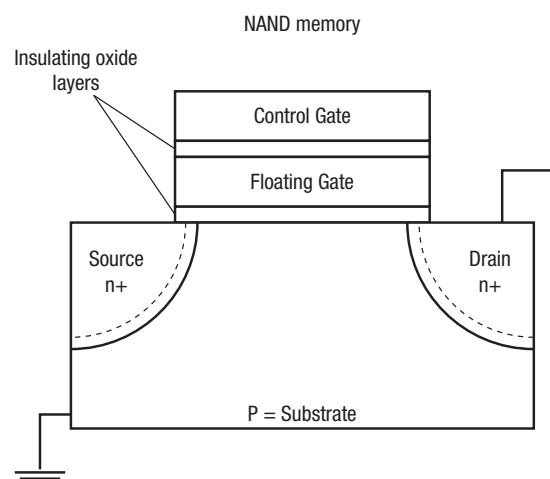 NAND memory
Insulating oxide
layers
Control Gate
Floating Gate
Source
n+
Drain
n+
P = Substrate